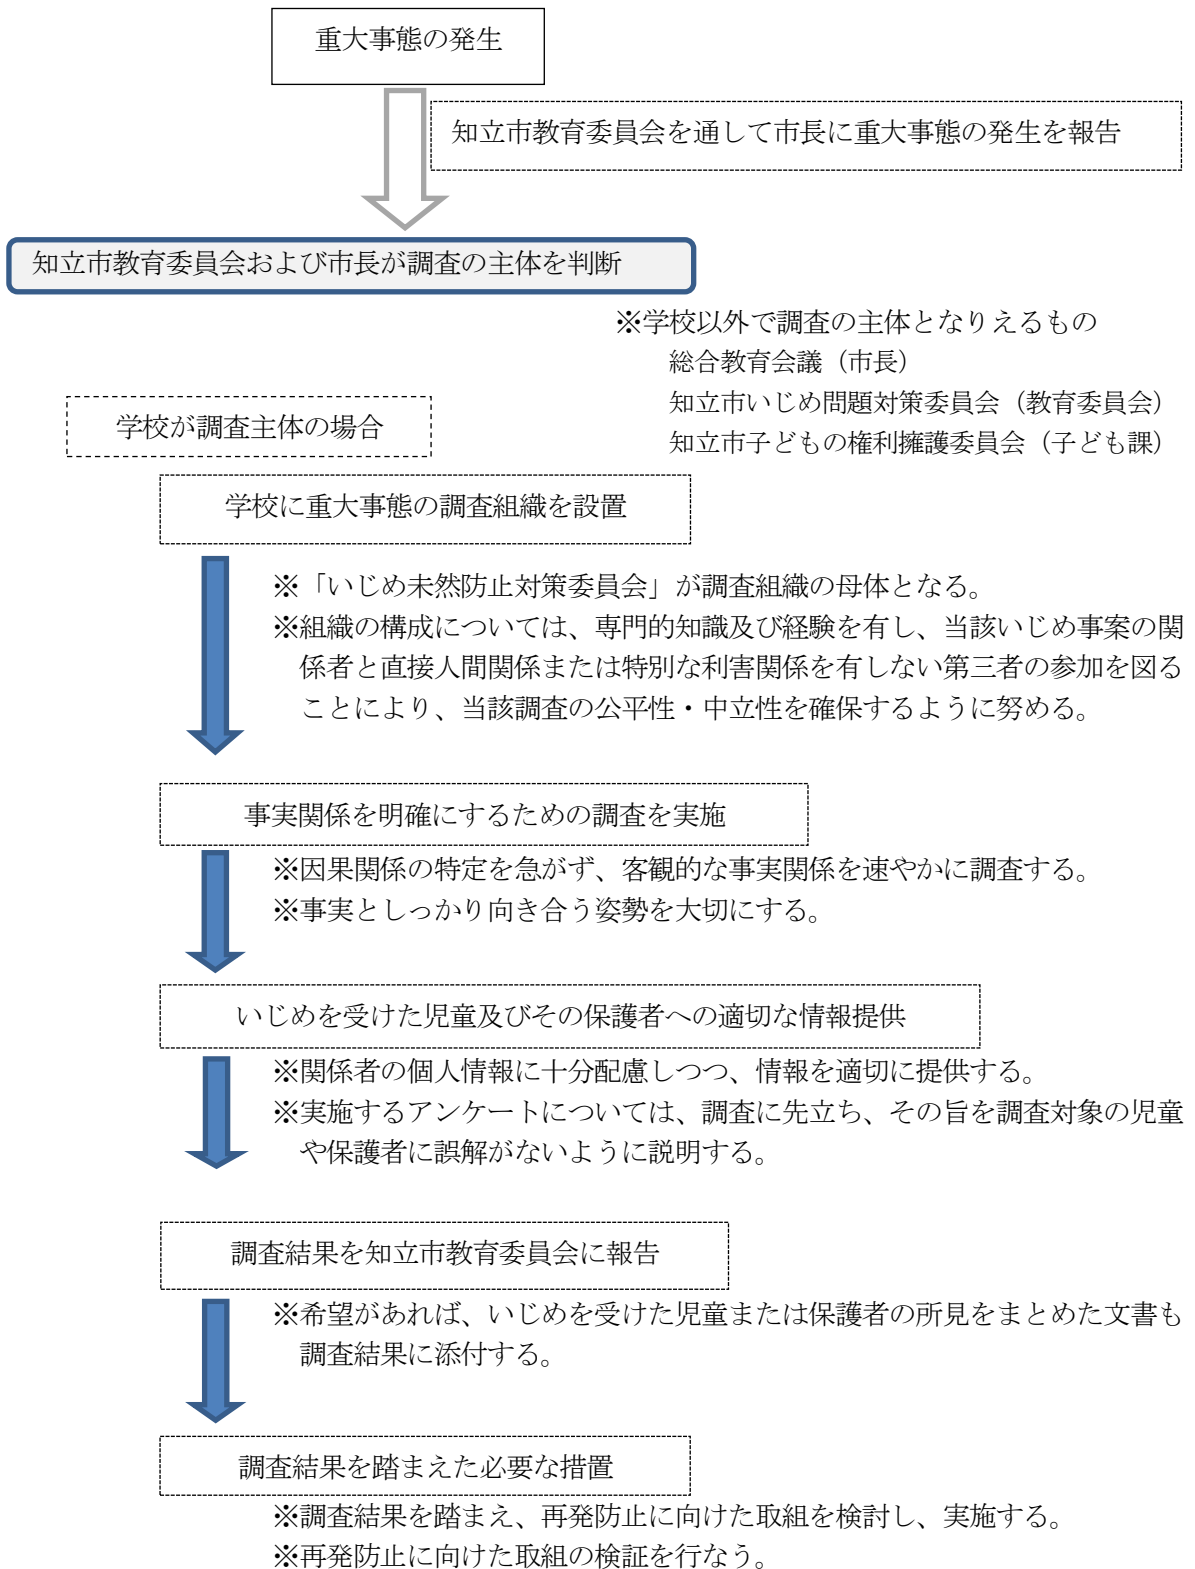 重大事態の発生
知立市教育委員会を通して市長に重大事態の発生を報告
知立市教育委員会および市長が調査の主体を判断
※学校以外で調査の主体となりえるもの
総合教育会議（市長）
知立市いじめ問題対策委員会（教育委員会）
知立市子どもの権利擁護委員会（子ども課）
学校が調査主体の場合
学校に重大事態の調査組織を設置
※「いじめ未然防止対策委員会」が調査組織の母体となる。
※組織の構成については、専門的知識及び経験を有し、当該いじめ事案の関
係者と直接人間関係または特別な利害関係を有しない第三者の参加を図る
ことにより、当該調査の公平性・中立性を確保するように努める。
事実関係を明確にするための調査を実施
※因果関係の特定を急がず、客観的な事実関係を速やかに調査する。
※事実としっかり向き合う姿勢を大切にする。
いじめを受けた児童及びその保護者への適切な情報提供
※関係者の個人情報に十分配慮しつつ、情報を適切に提供する。
※実施するアンケートについては、調査に先立ち、その旨を調査対象の児童
や保護者に誤解がないように説明する。
調査結果を知立市教育委員会に報告
※希望があれば、いじめを受けた児童または保護者の所見をまとめた文書も
調査結果に添付する。
調査結果を踏まえた必要な措置
※調査結果を踏まえ、再発防止に向けた取組を検討し、実施する。
※再発防止に向けた取組の検証を行なう。